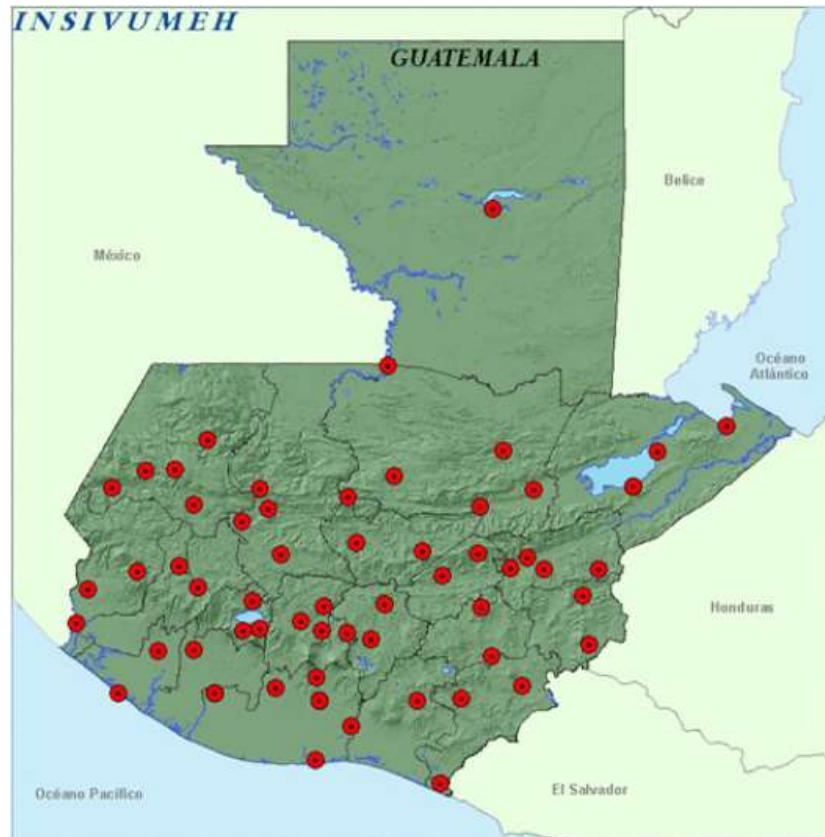 INSIVUMEH
GUATEMALA
Belice
México
Océano
Atlántico
Honduras
El Salvador
Océano Pacífico